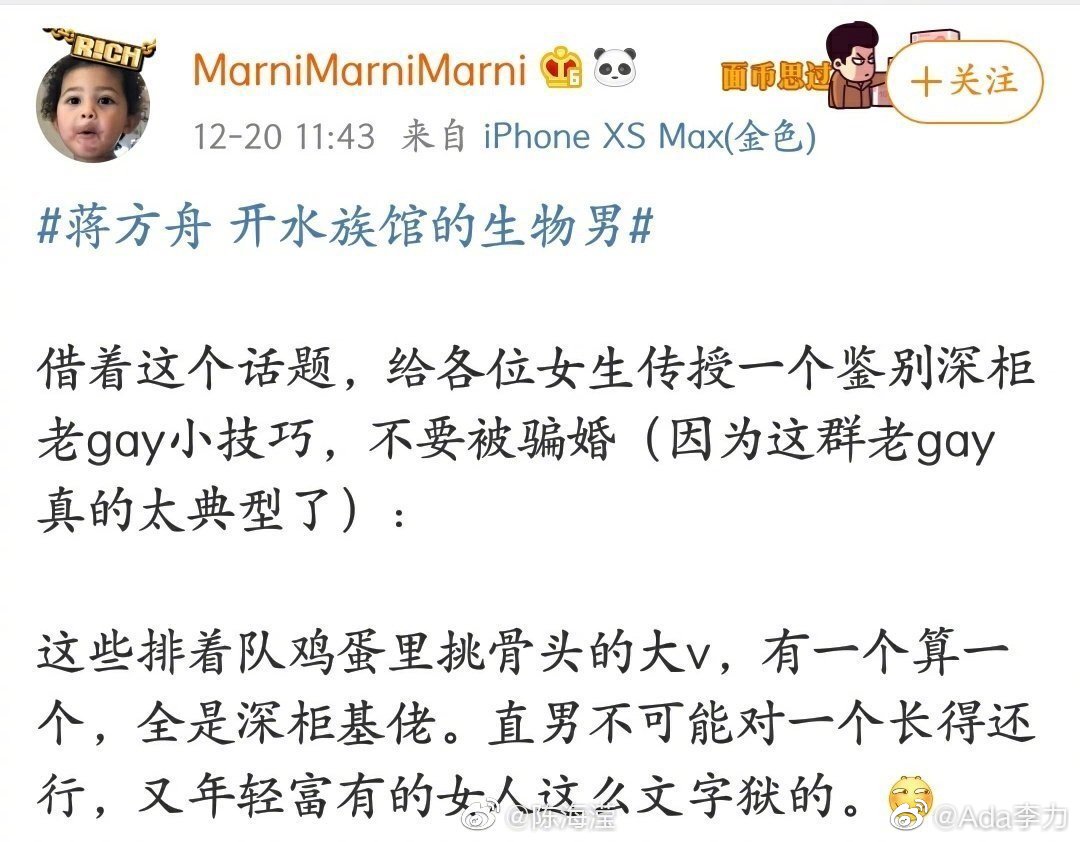 RICH
MarniMarniMarni
面币思过
+关注
12-20 11:43 来自 iPhone XS Max(金色)
#蒋方舟 开水族馆的生物男#
借着这个话题，给各位女生传授一个鉴别深柜
老gay小技巧，不要被骗婚（因为这群老gay
真的太典型了）：
这些排着队鸡蛋里挑骨头的大v，有一个算一
个，全是深柜基佬。直男不可能对一个长得还
行，又年轻富有的女人这么文字狱的。
@陈海滢
@Ada李力